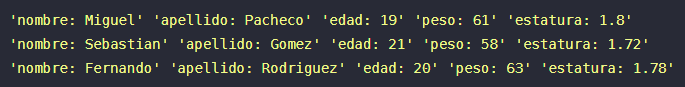 'nombre: Miguel' 'apellido: Pacheco' 'edad: 19' 'peso: 61' 'estatura: 1.8'
'nombre: Sebastian' 'apellido: Gomez' 'edad: 21' 'peso: 58' 'estatura: 1.72'
'nombre: Fernando' 'apellido: Rodriguez' 'edad: 20' 'peso: 63' 'estatura: 1.78'